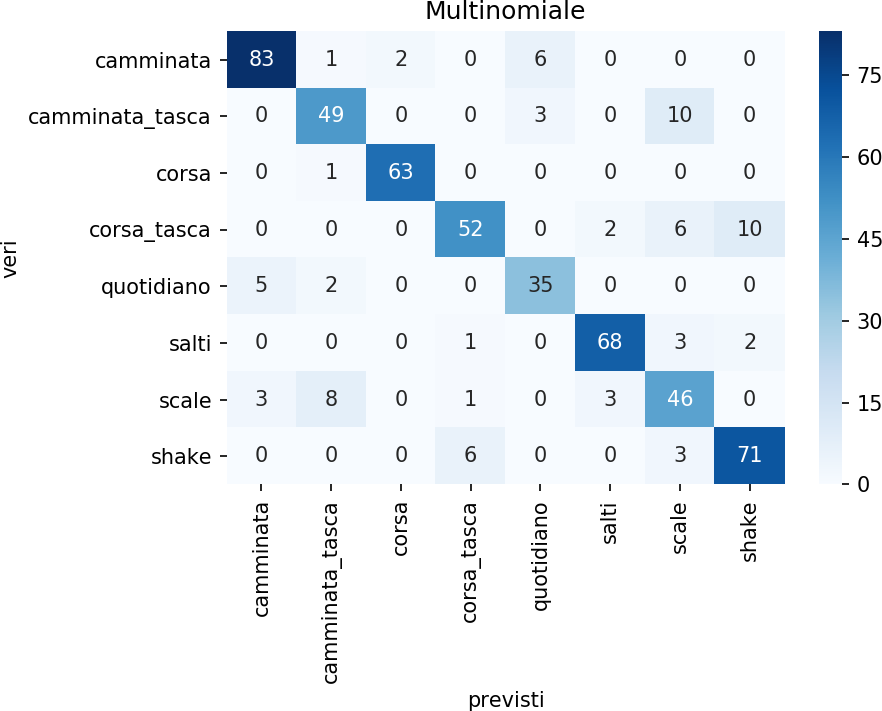 Multinomiale
camminata 83 1 2 0 6 0 0 0
camminata_tasca 0 49 0 0 3 0 10 0
corsa 0 1 63 0 0 0 0 0
corsa_tasca 0 0 0 52 0 2 6 10
quotidiano 5 2 0 0 35 0 0 0
salti 0 0 0 1 0 68 3 2
scale 3 8 0 1 0 3 46 0
shake 0 0 0 6 0 0 3 71
veri
camminata camminata_tasca corsa corsa_tasca quotidiano salti scale shake
previsti
75
60
45
30
15
0